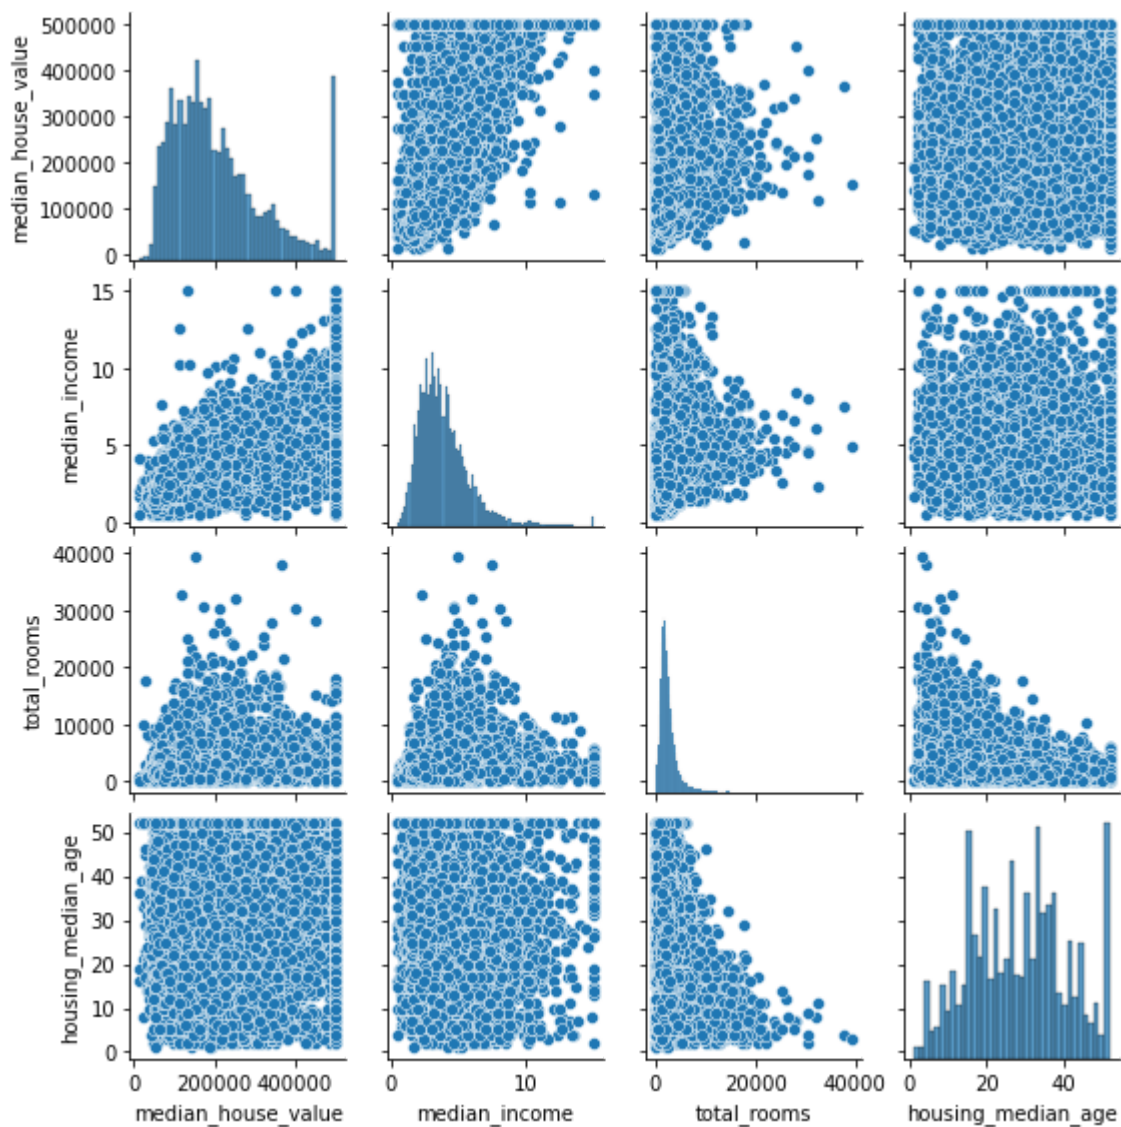 500000
400000
300000
200000
100000
0
median_house_value
15
10
5
0
median_income
40000
30000
20000
10000
0
total_rooms
50
40
30
20
10
0
housing_median_age
0 200000 400000
median_house_value
0 10
median_income
0 20000 40000
total_rooms
0 20 40
housing_median_age